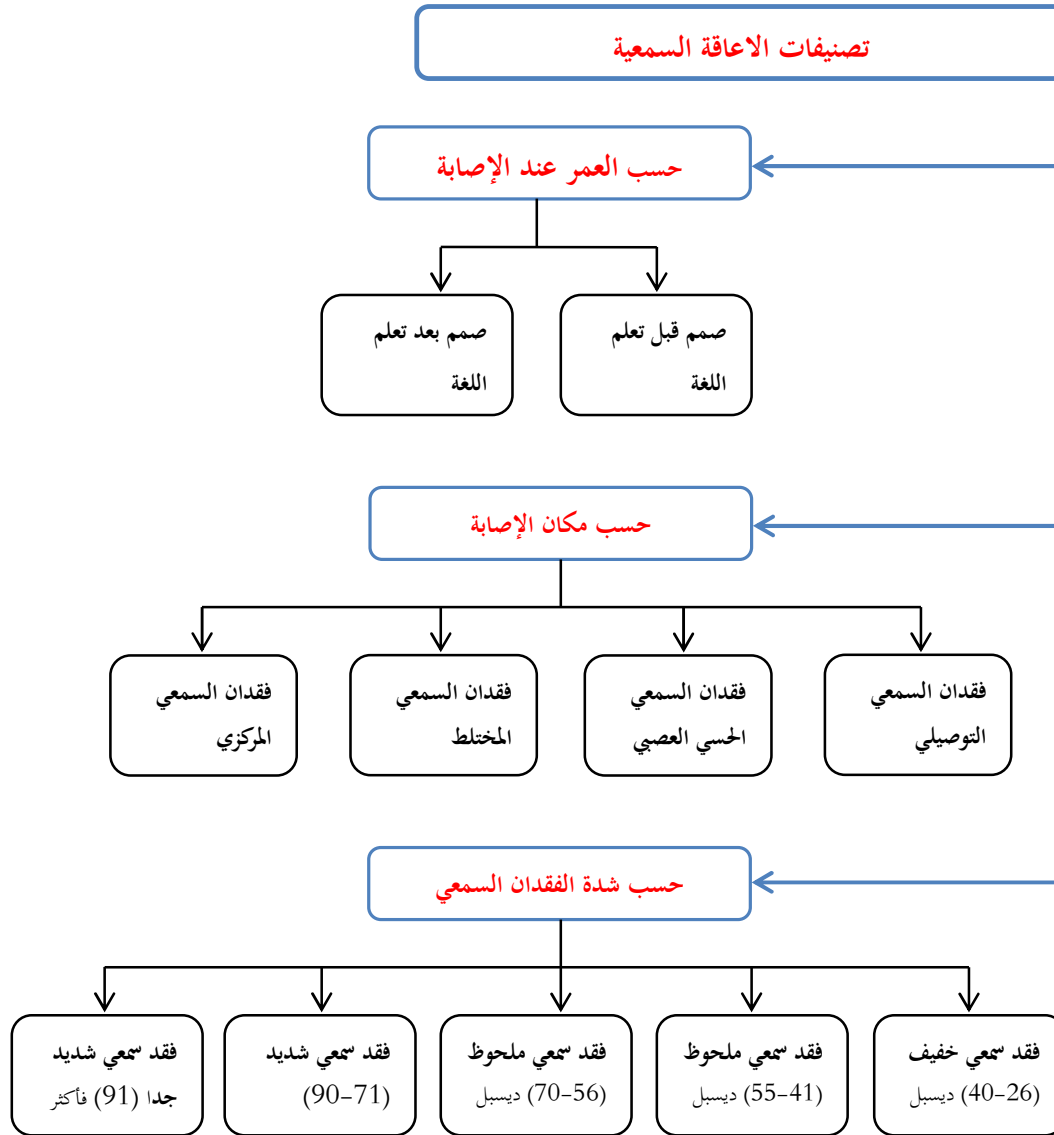 تصنيفات الاعاقة السمعية
حسب العمر عند الإصابة
صمم قبل تعلم
اللغة
صمم بعد تعلم
اللغة
حسب مكان الإصابة
فقدان السمعي
التوصيلي
فقدان السمعي
الحسي العصبي
فقدان السمعي
المختلط
فقدان السمعي
المركزي
حسب شدة الفقدان السمعي
فقد سمعي خفيف
(26-40) ديسبل
فقد سمعي ملحوظ
(41-55) ديسبل
فقد سمعي ملحوظ
(56-70) ديسبل
فقد سمعي شديد
(71-90)
فقد سمعي شديد
جدا (91) فأكثر